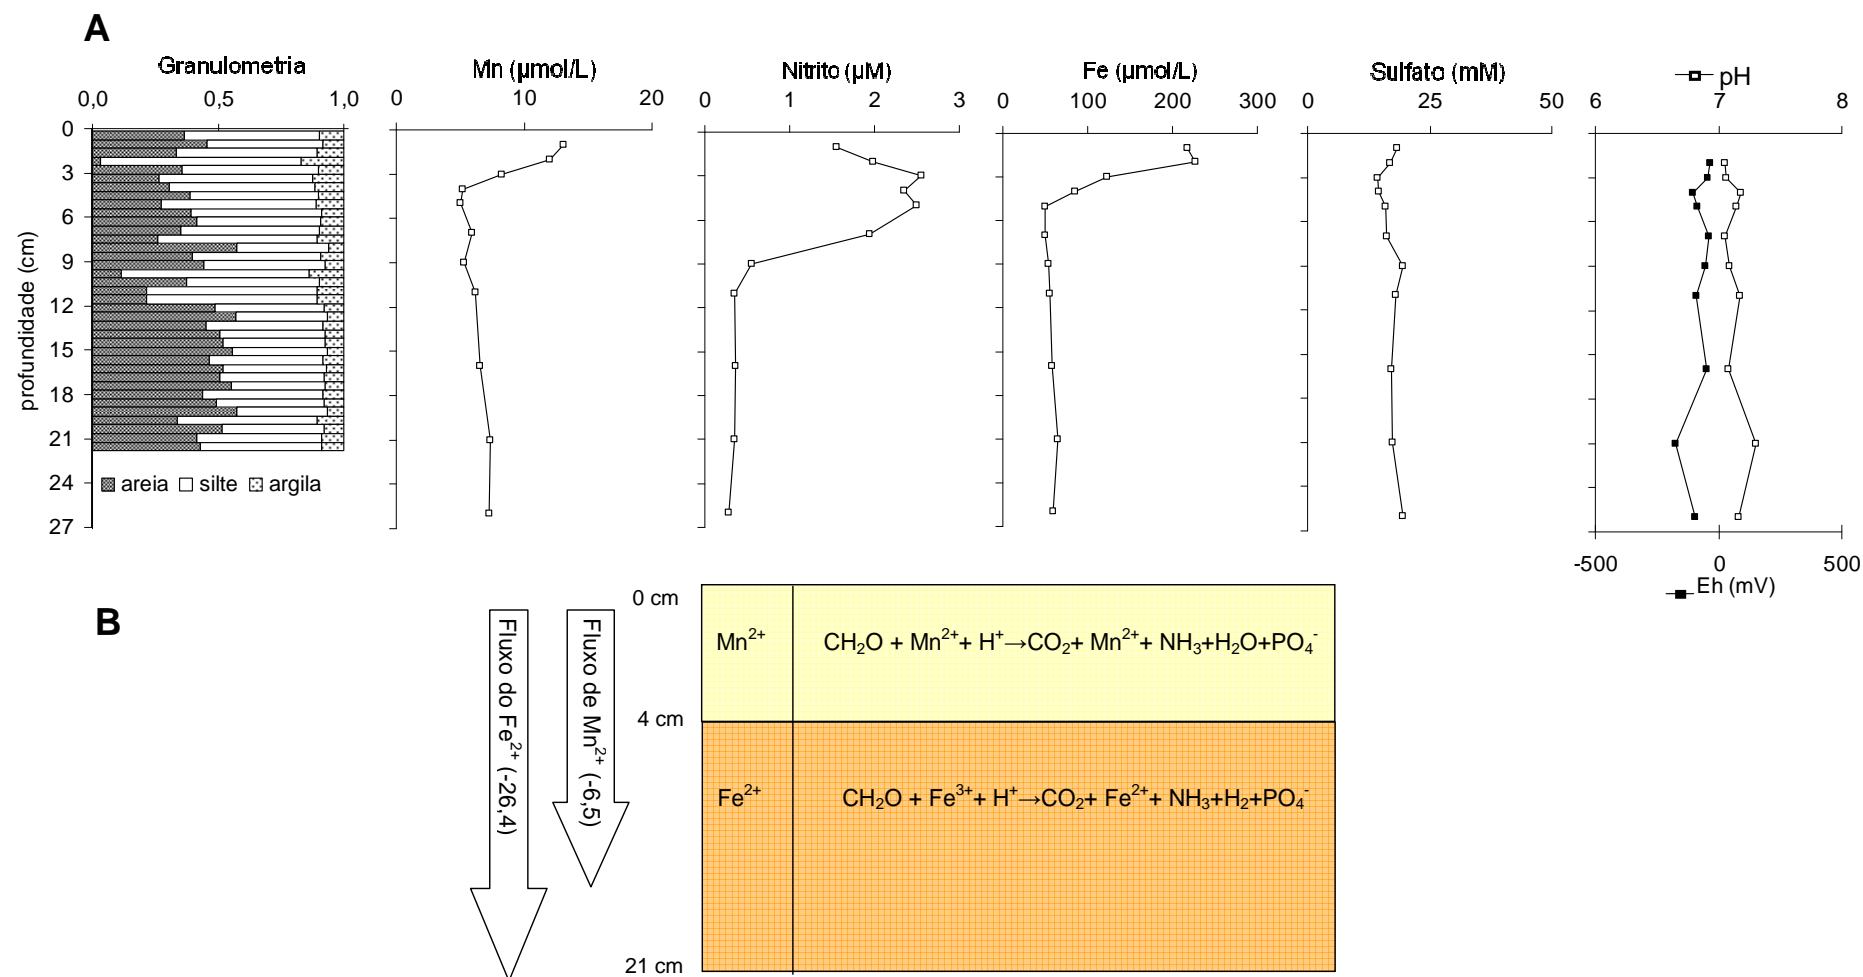 A
Granulometria
0,0 0,5 1,0
Mn (µmol/L)
0 10 20
Nitrito (µM)
0 1 2 3
Fe (µmol/L)
0 100 200 300
Sulfato (mM)
0 25 50
pH
6 7 8
profundidade (cm)
0
3
6
9
12
15
18
21
24
27
areia silte argila
-500 0 500
Eh (mV)
B
Fluxo do Fe²⁺ (-26,4)
Fluxo de Mn²⁺ (-6,5)
0 cm
Mn²⁺ CH₂O + Mn²⁺+ H⁺→CO₂+ Mn²⁺+ NH₃+H₂O+PO₄⁻
4 cm
Fe²⁺ CH₂O + Fe³⁺+ H⁺→CO₂+ Fe²⁺+ NH₃+H₂+PO₄⁻
21 cm